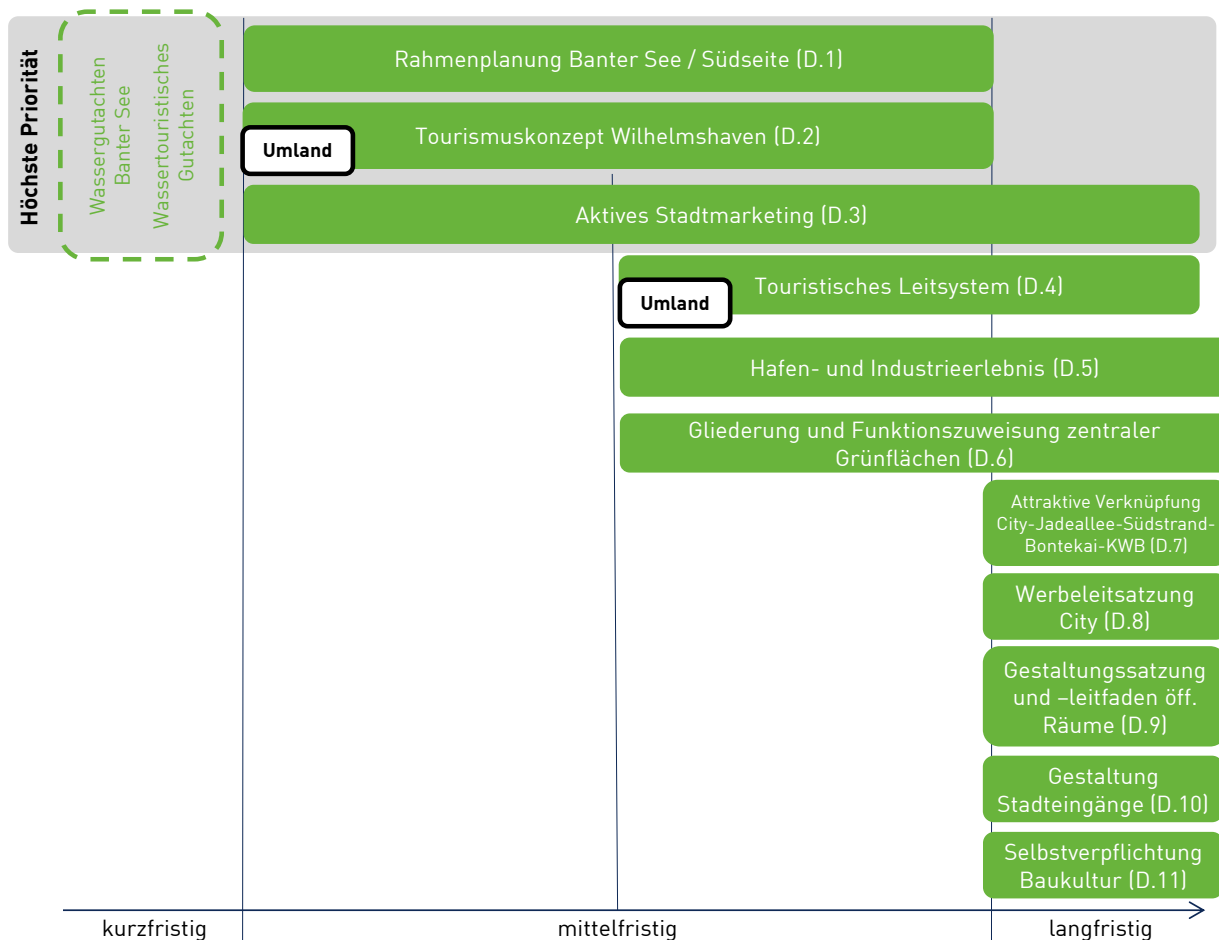 Höchste Priorität
Wassergutachten
Banter See
Wassertouristisches
Gutachten
Rahmenplanung Banter See / Südseite (D.1)
Tourismuskonzept Wilhelmshaven (D.2)
Umland
Aktives Stadtmarketing (D.3)
Touristisches Leitsystem (D.4)
Umland
Hafen- und Industrieerlebnis (D.5)
Gliederung und Funktionszuweisung zentraler
Grünflächen (D.6)
Attraktive Verknüpfung
City-Jadeallee-Südstrand-
Bontekai-KWB (D.7)
Werbeleitsatzung
City (D.8)
Gestaltungssatzung
und –leitfaden öff.
Räume (D.9)
Gestaltung
Stadteingänge (D.10)
Selbstverpflichtung
Baukultur (D.11)
kurzfristig
mittelfristig
langfristig